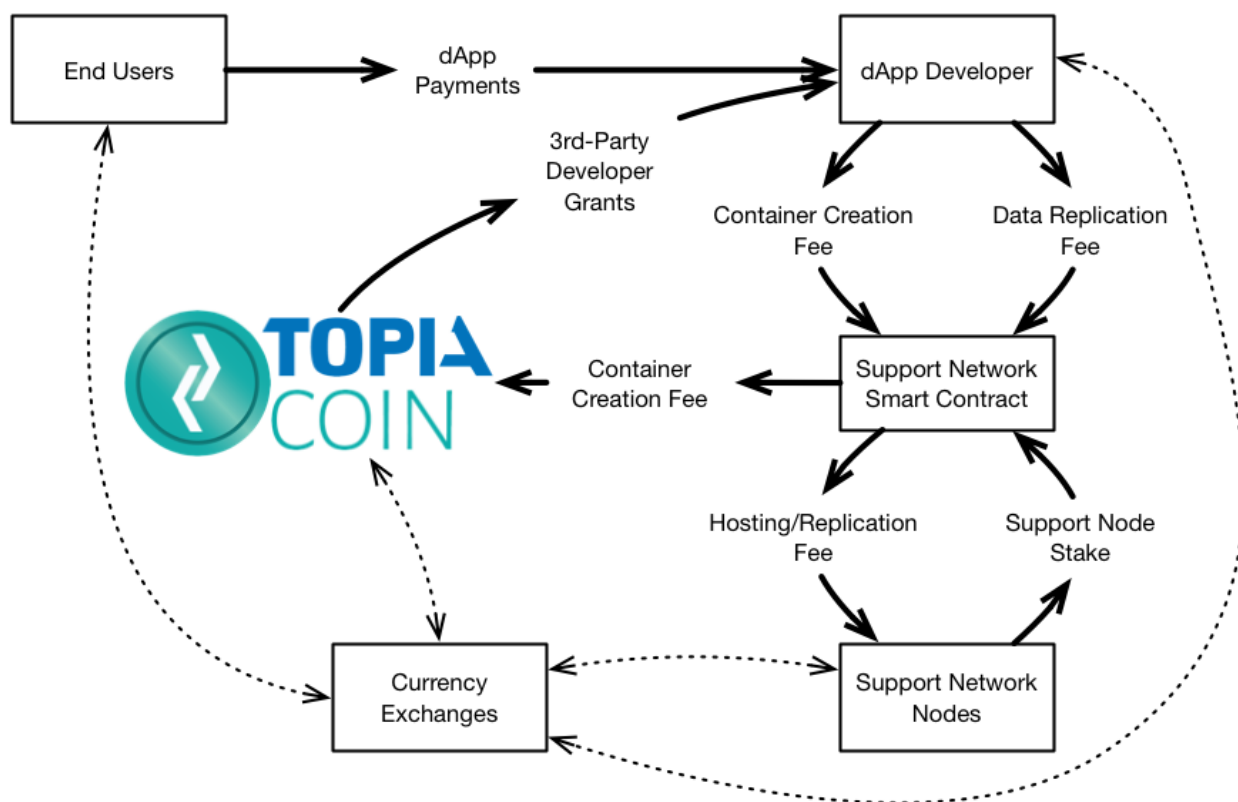 End Users
dApp
Payments
dApp Developer
3rd-Party
Developer
Grants
Container Creation
Fee
Data Replication
Fee
TOPIA
COIN
Container
Creation Fee
Support Network
Smart Contract
Hosting/Replication
Fee
Support Node
Stake
Currency
Exchanges
Support Network
Nodes